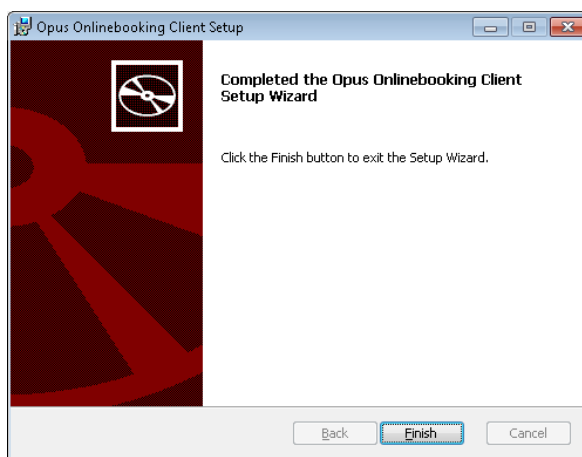 Opus Onlinebooking Client Setup
Completed the Opus Onlinebooking Client
Setup Wizard
Click the Finish button to exit the Setup Wizard.
Back
Finish
Cancel